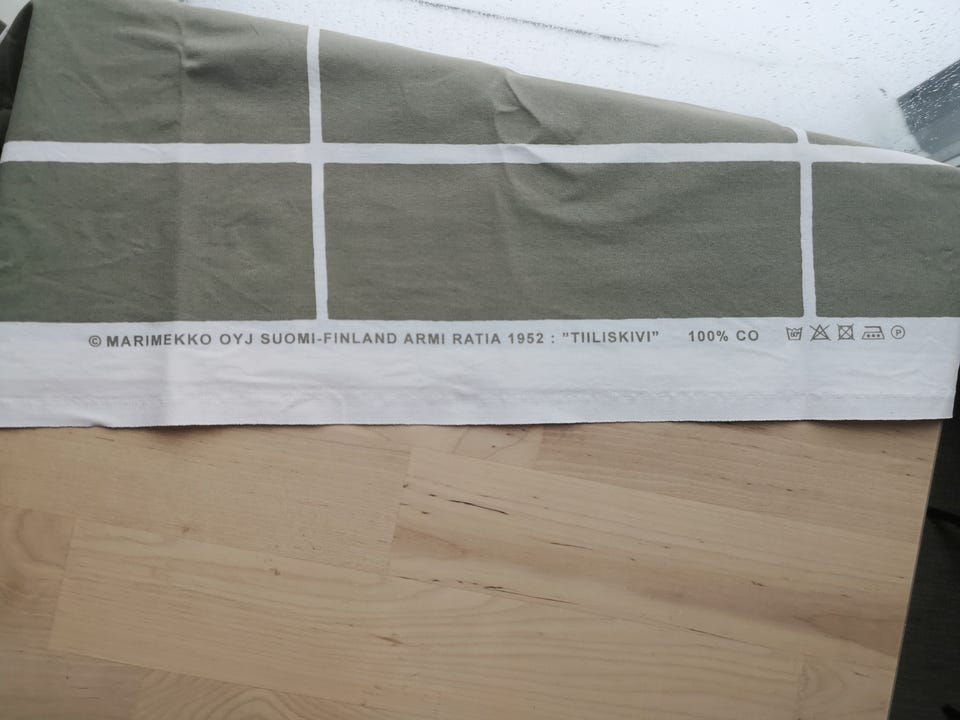 © MARIMEKKO OYJ SUOMI-FINLAND ARMI RATIA 1952 : "TIILISKIVI" 100% CO